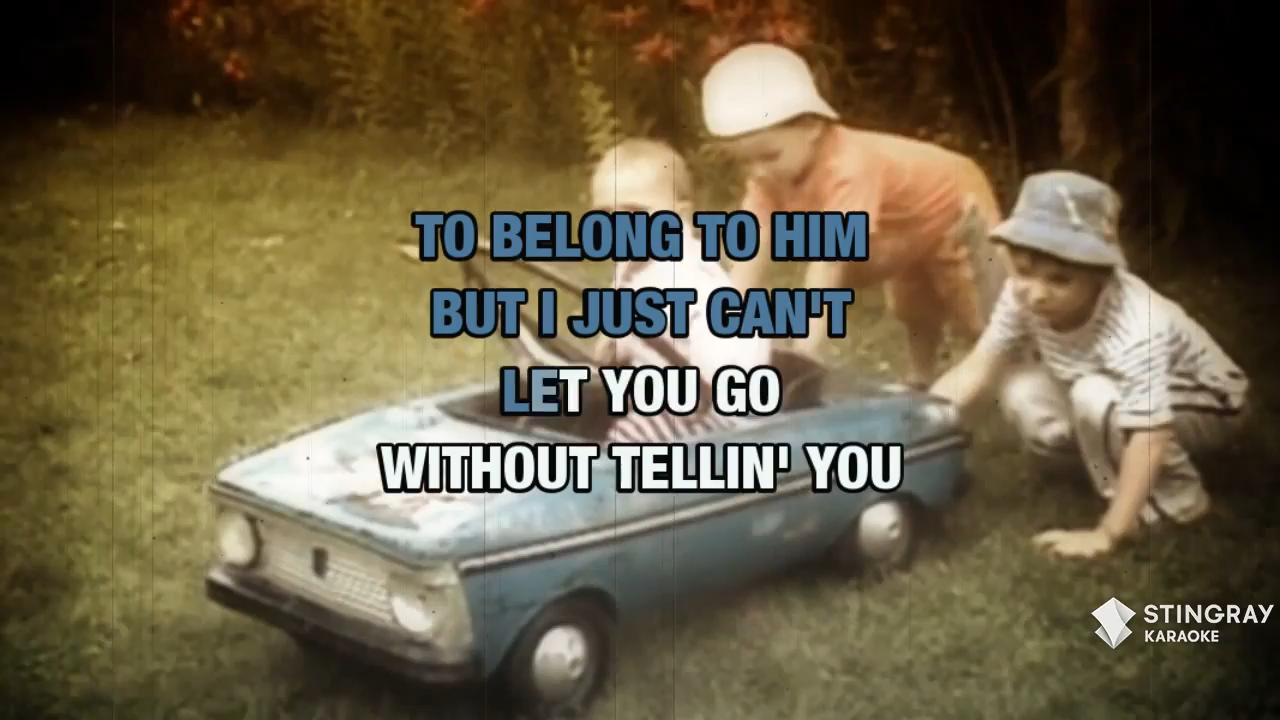 TO BELONG TO HIM
BUT I JUST CAN'T
LET YOU GO
WITHOUT TELLIN' YOU
STINGRAY
KARAOKE